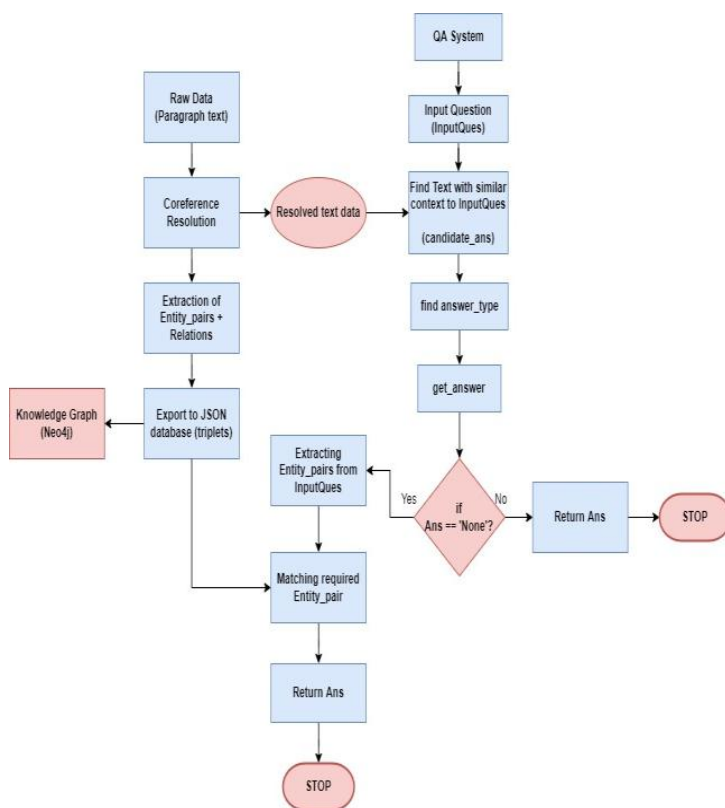 QA System
Raw Data
(Paragraph text)
Input Question
(InputQues)
Coreference
Resolution
Resolved text data
Find Text with similar
context to InputQues
(candidate_ans)
Extraction of
Entity_pairs +
Relations
find answer_type
Knowledge Graph
(Neo4j)
Export to JSON
database (triplets)
get_answer
Extracting
Entity_pairs from
InputQues
Yes
if
Ans == 'None'?
No
Return Ans
STOP
Matching required
Entity_pair
Return Ans
STOP